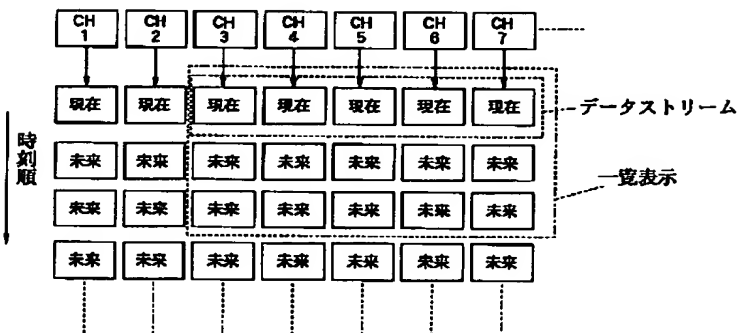 CH 1 CH 2 CH 3 CH 4 CH 5 CH 6 CH 7
現在 現在 現在 現在 現在 現在 現在
データストリーム
時刻順
未来 未来 未来 未来 未来 未来 未来
一覧表示
未来 未来 未来 未来 未来 未来 未来
未来 未来 未来 未来 未来 未来 未来